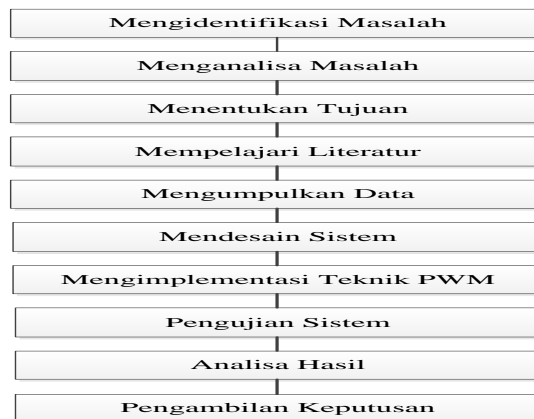 Mengidentifikasi Masalah
Menganalisa Masalah
Menentukan Tujuan
Mempelajari Literatur
Mengumpulkan Data
Mendesain Sistem
Mengimplementasi Teknik PWM
Pengujian Sistem
Analisa Hasil
Pengambilan Keputusan